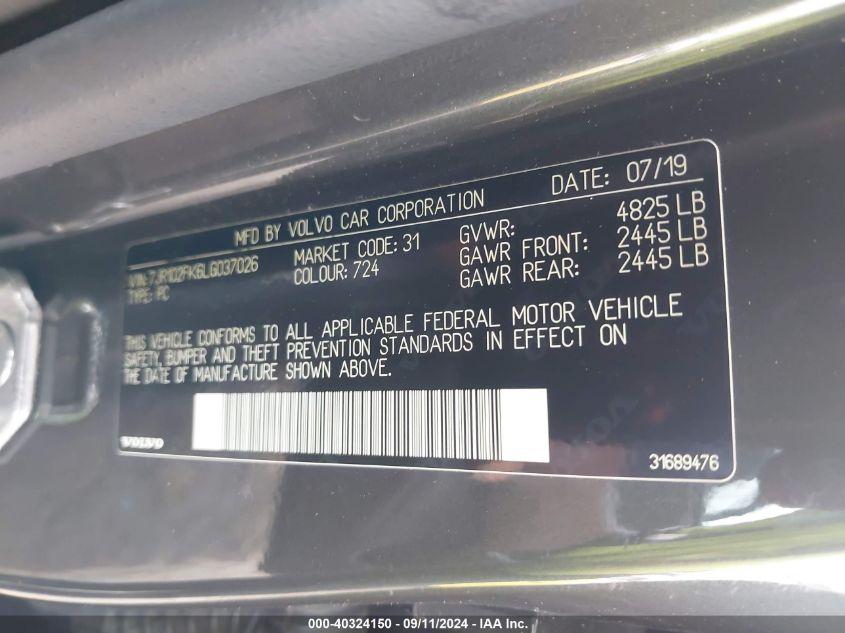 MFD BY VOLVO CAR CORPORATION DATE: 07/19
VIN: 7JR102FK6LG037026 MARKET CODE: 31 GVWR: 4825 LB
TYPE: PC COLOUR: 724 GAWR FRONT: 2445 LB
GAWR REAR: 2445 LB
THIS VEHICLE CONFORMS TO ALL APPLICABLE FEDERAL MOTOR VEHICLE
SAFETY, BUMPER AND THEFT PREVENTION STANDARDS IN EFFECT ON
THE DATE OF MANUFACTURE SHOWN ABOVE.
VOLVO
31689476
000-40324150 - 09/11/2024 - IAA Inc.